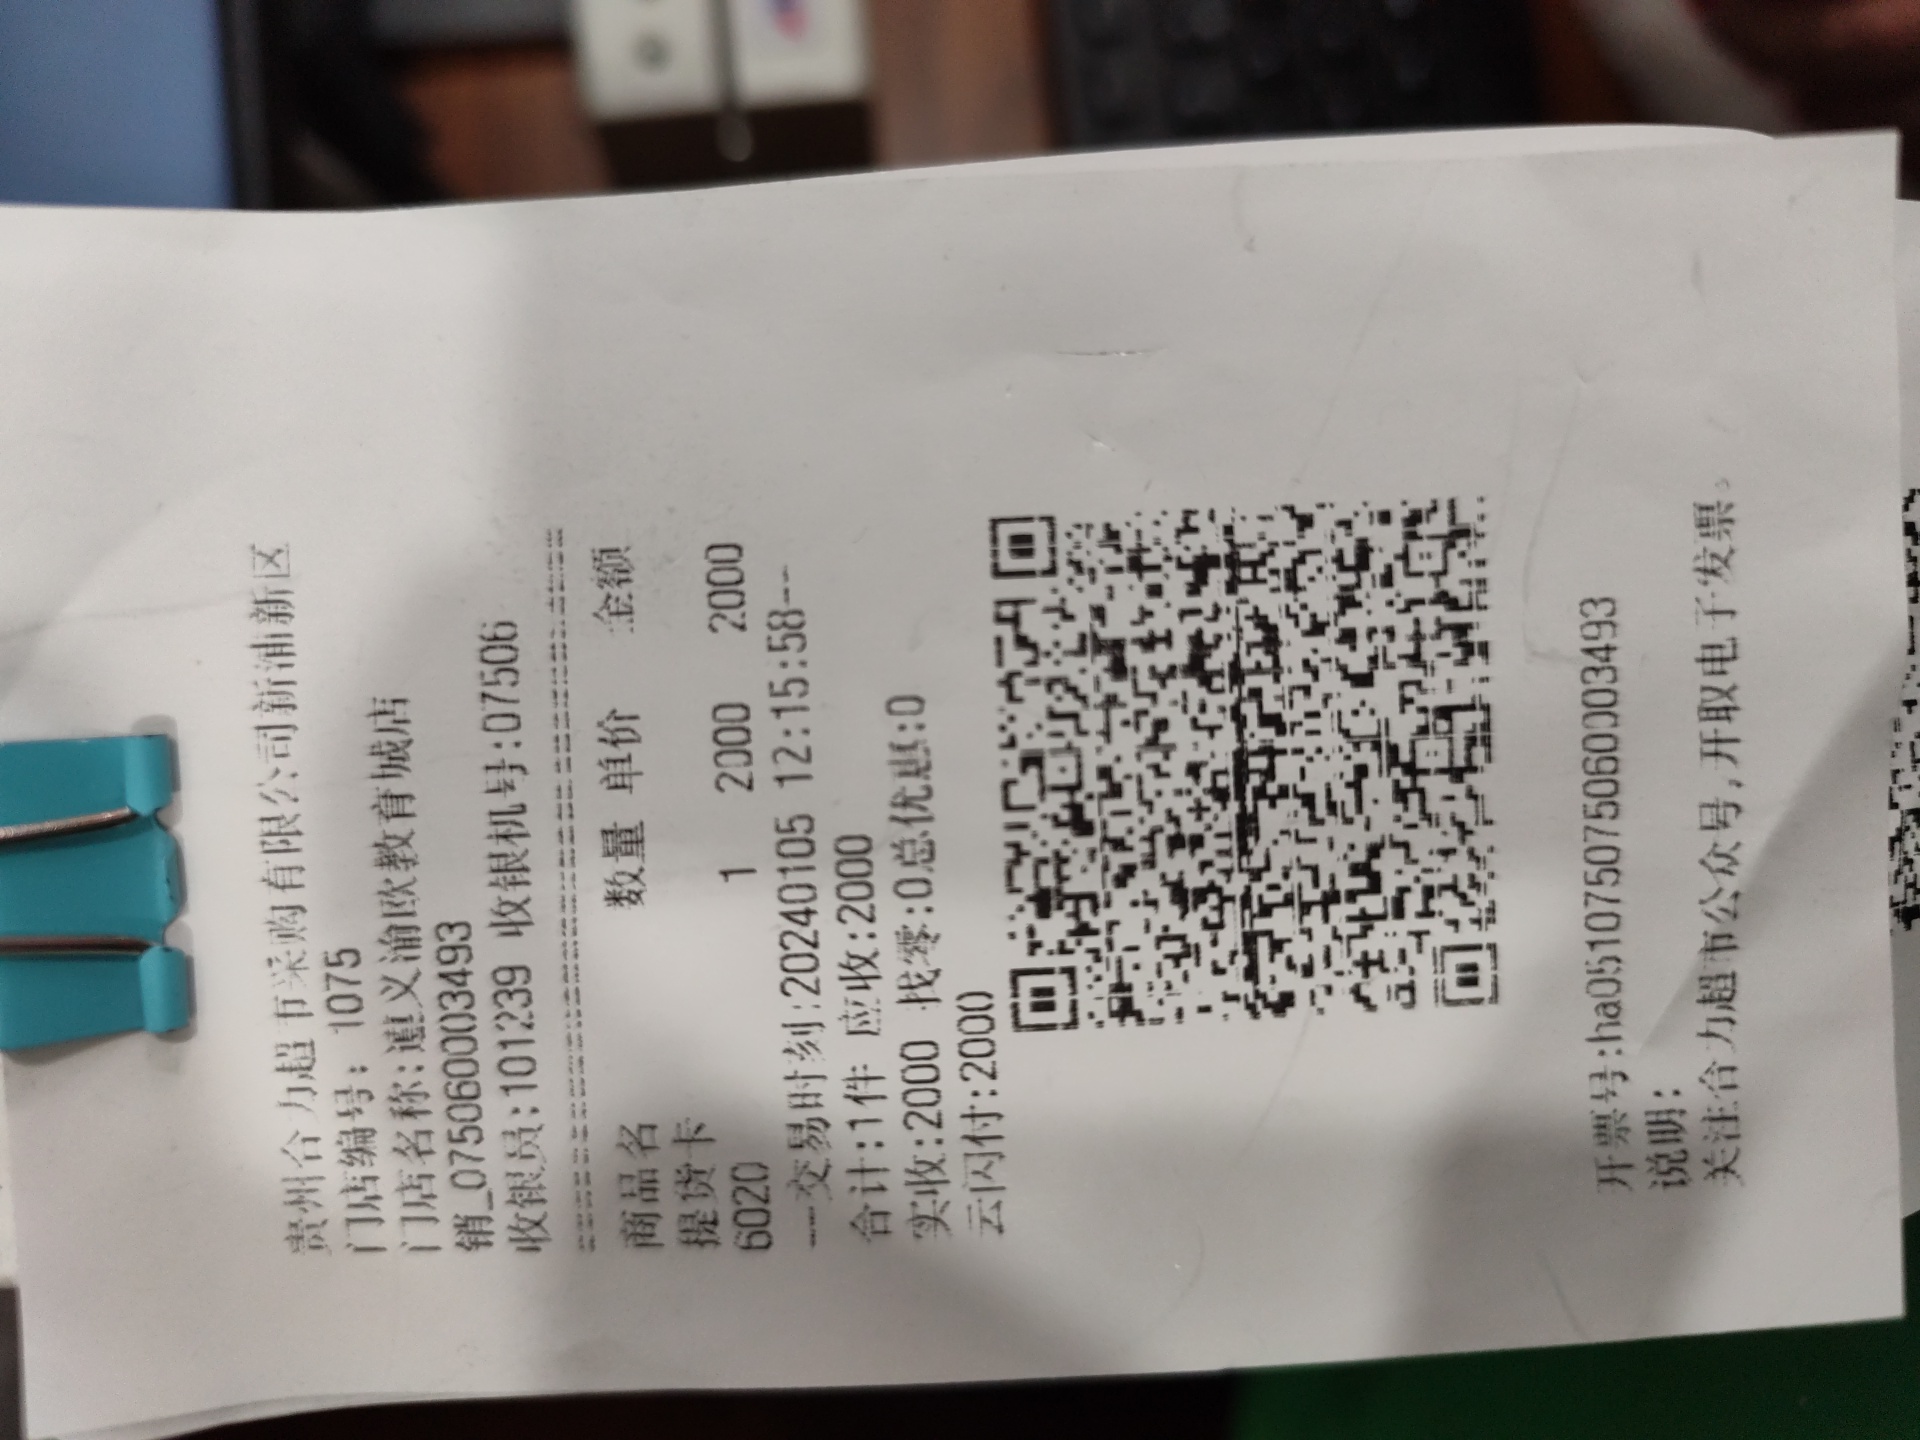 贵州合力超市采购有限公司新浦新区
门店编号: 1075
门店名称:遵义渝欧教育城店
销_0750600003493
收银员:101239 收银机号:07506
商品名 数量 单价 金额
提货卡
6020 1 2000 2000
---交易时刻:20240105 12:15:58--
合计:1件 应收:2000
实收:2000 找零:0总优惠:0
云闪付:2000
开票号:ha05510750750600003493
说明:
关注合力超市公众号,开取电子发票。